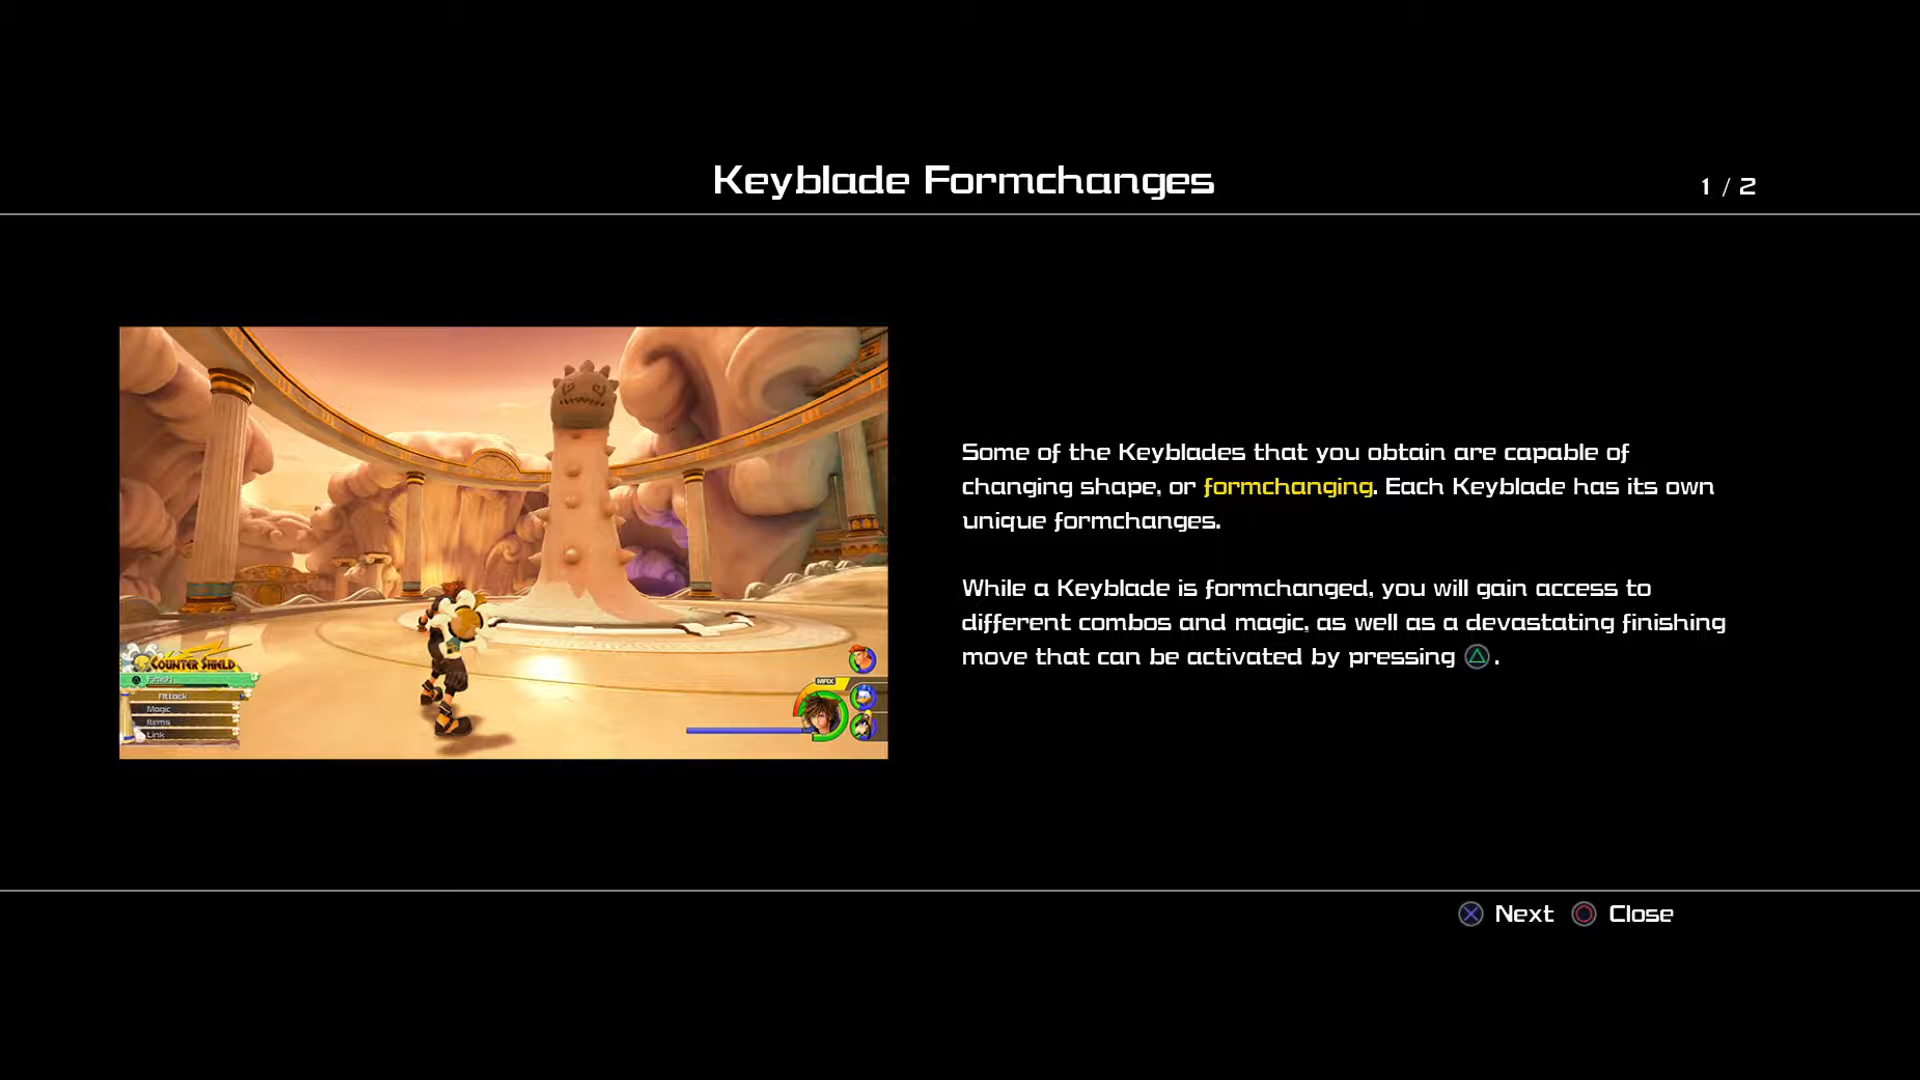 Keyblade Formchanges
1 / 2
Some of the Keyblades that you obtain are capable of
changing shape, or formchanging. Each Keyblade has its own
unique formchanges.
While a Keyblade is formchanged, you will gain access to
different combos and magic, as well as a devastating finishing
move that can be activated by pressing .
COUNTER SHIELD
Finish
Attack
Magic
Items
Link
MAX
Next
Close